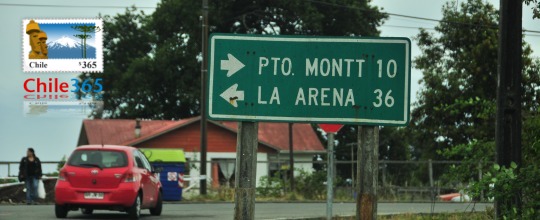 Chile $365
Chile365
PTO. MONTT 10
LA ARENA 36